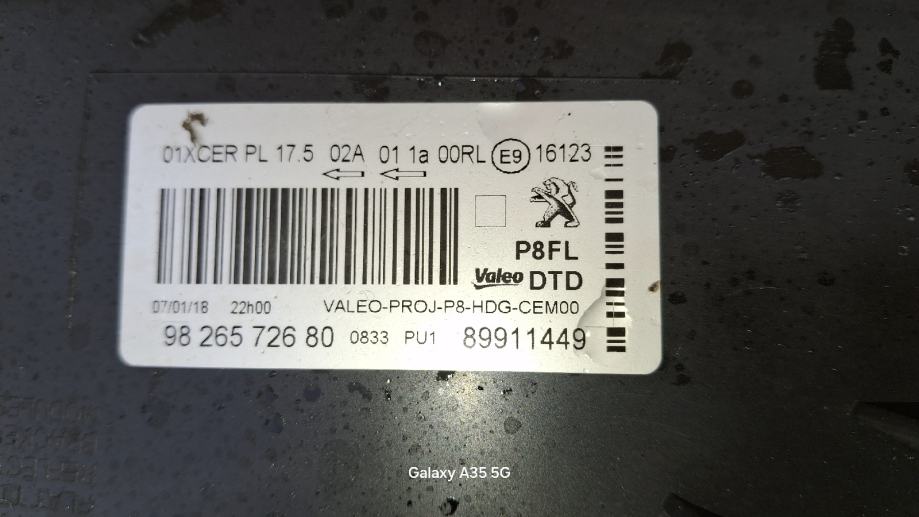 01XCER PL 17.5 02A 01 1a 00RL E9 16123
P8FL
Valeo DTD
07/01/18 22h00 VALEO-PROJ-P8-HDG-CEM00
98 265 726 80 0833 PU1 89911449
Galaxy A35 5G